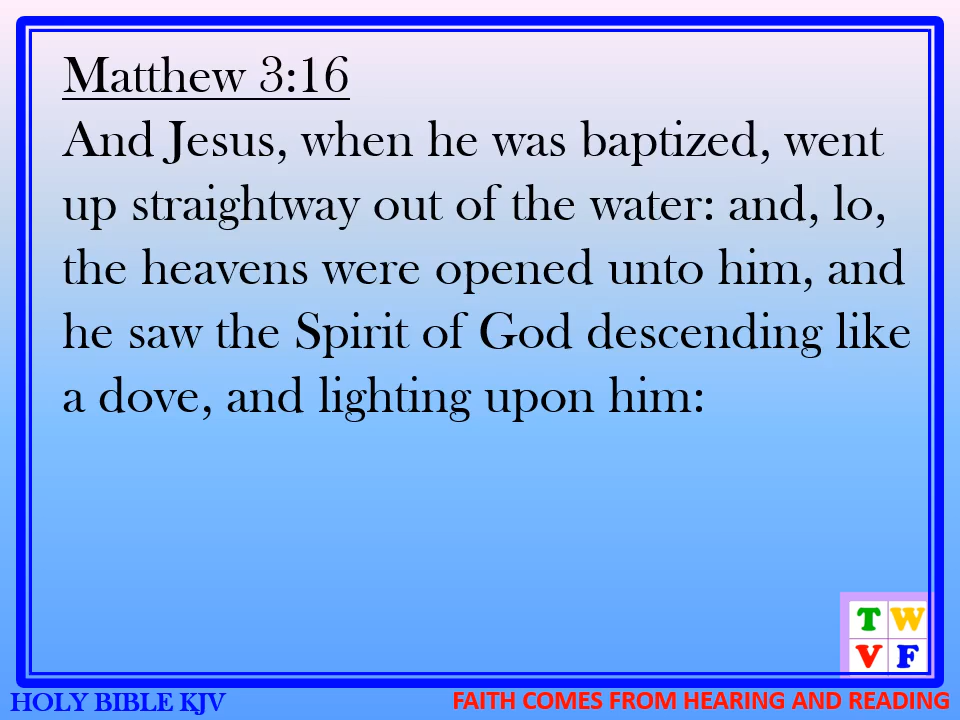 Matthew 3:16
And Jesus, when he was baptized, went
up straightway out of the water: and, lo,
the heavens were opened unto him, and
he saw the Spirit of God descending like
a dove, and lighting upon him:
T W
V F
HOLY BIBLE KJV
FAITH COMES FROM HEARING AND READING